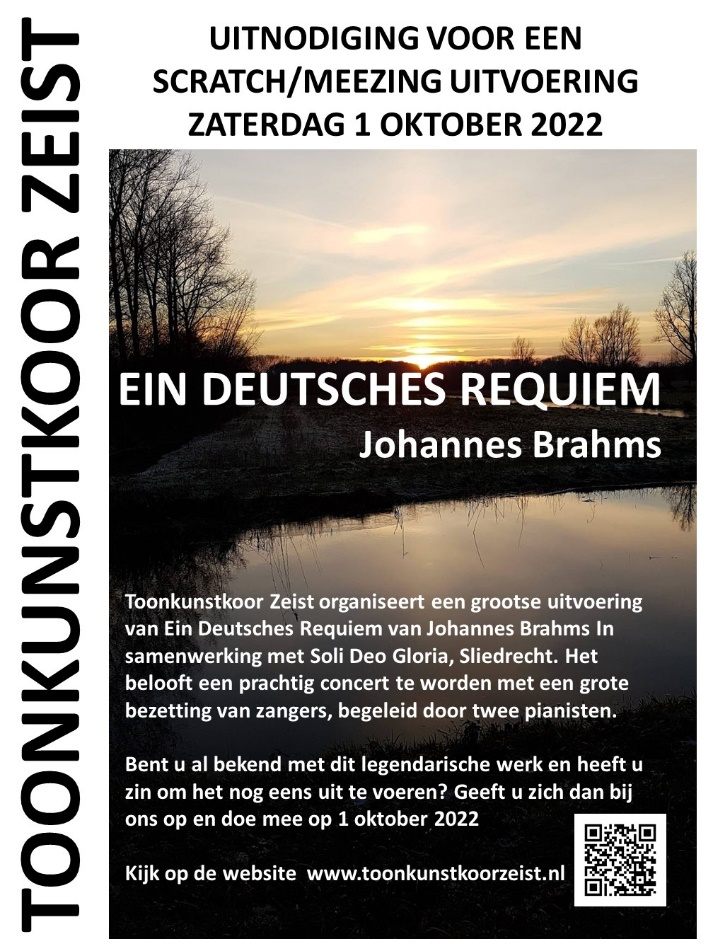 TOONKUNSTKOOR ZEIST
UITNODIGING VOOR EEN
SCRATCH/MEEZING UITVOERING
ZATERDAG 1 OKTOBER 2022
EIN DEUTSCHES REQUIEM
Johannes Brahms
Toonkunstkoor Zeist organiseert een grootse uitvoering
van Ein Deutsches Requiem van Johannes Brahms In
samenwerking met Soli Deo Gloria, Sliedrecht. Het
belooft een prachtig concert te worden met een grote
bezetting van zangers, begeleid door twee pianisten.
Bent u al bekend met dit legendarische werk en heeft u
zin om het nog eens uit te voeren? Geeft u zich dan bij
ons op en doe mee op 1 oktober 2022
Kijk op de website www.toonkunstkoorzeist.nl